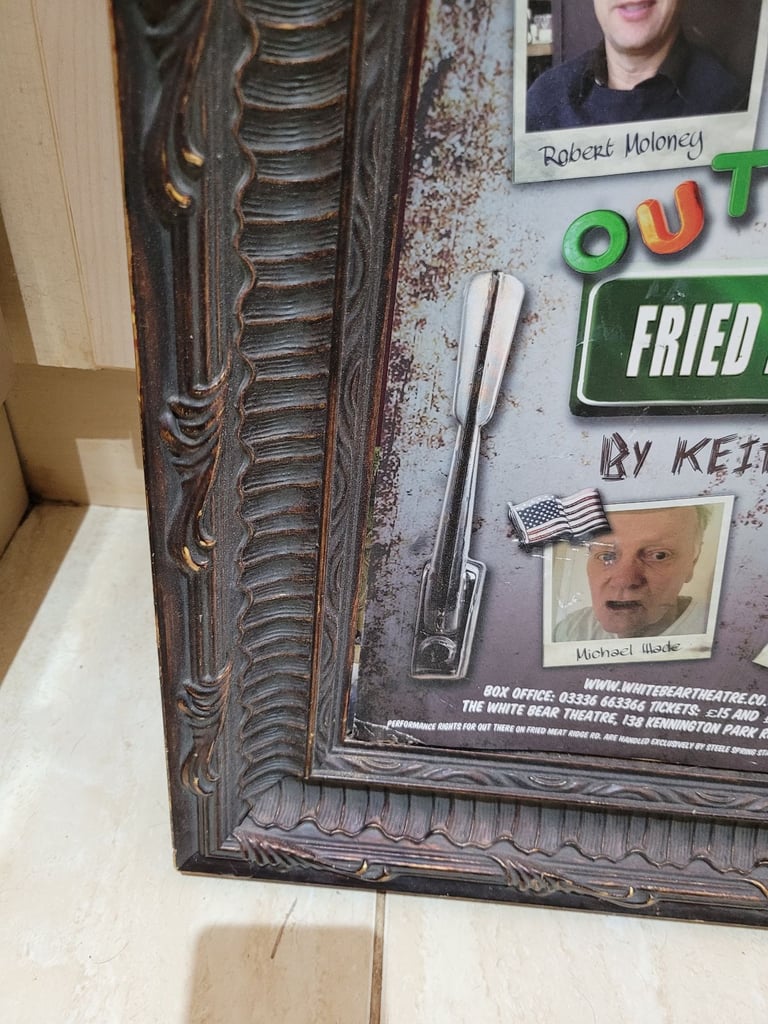 Robert Moloney
OUT
FRIED
BY KEI
Michael Wade
WWW.WHITEBEARTHEATRE.CO.
BOX OFFICE: 03336 663366 TICKETS: £15 AND
THE WHITE BEAR THEATRE, 138 KENNINGTON PARK R
PERFORMANCE RIGHTS FOR OUT THERE ON FRIED MEAT RIDGE RD. ARE HANDLED EXCLUSIVELY BY STEELE SPRING ST